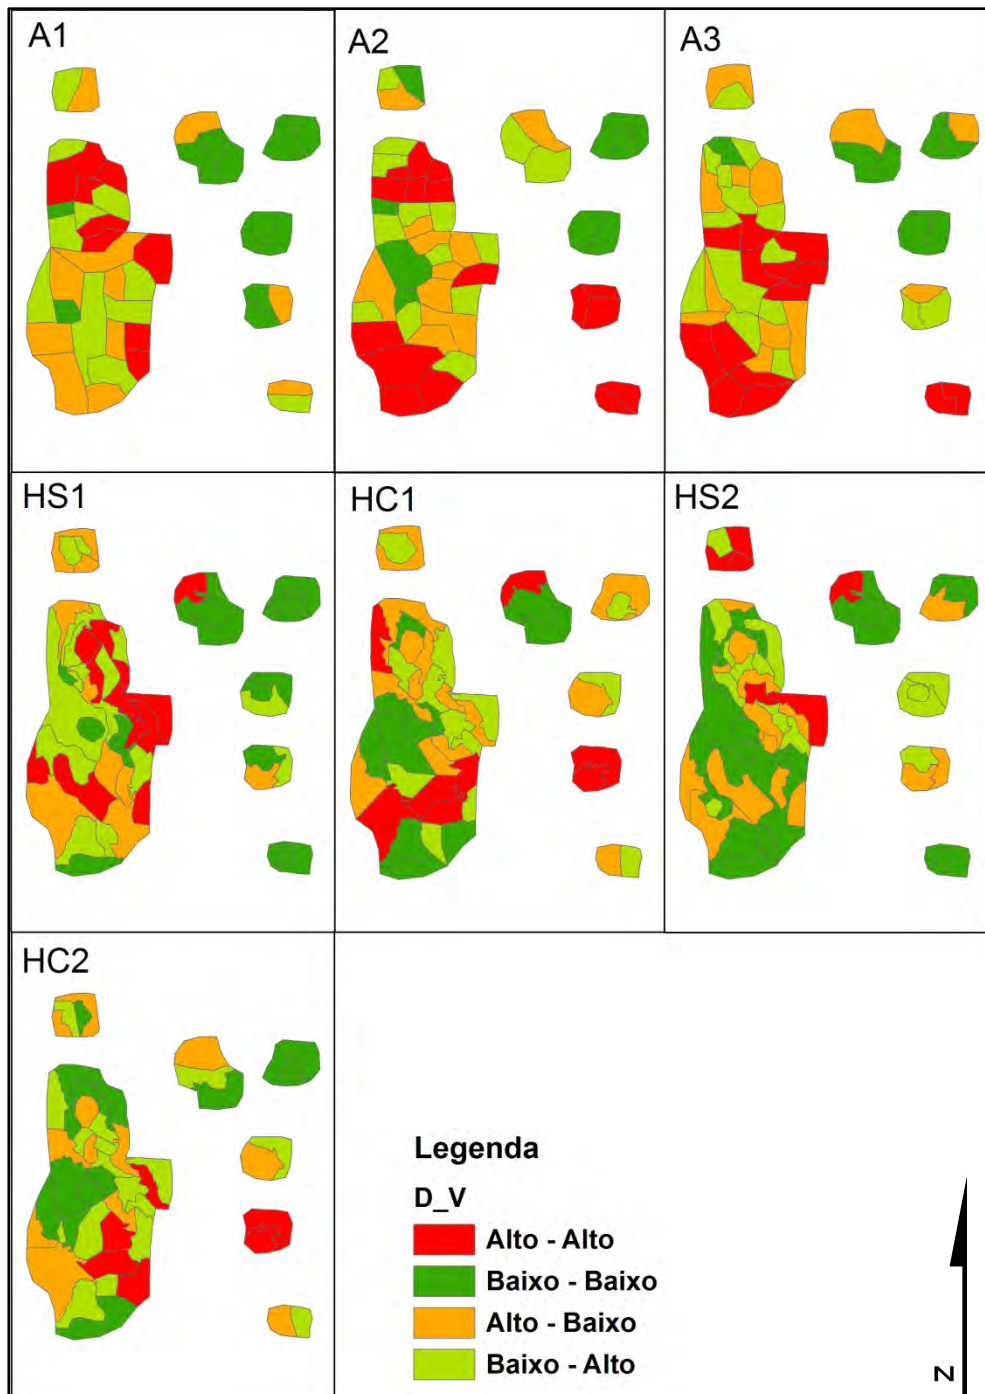 A1
A2
A3
HS1
HC1
HS2
HC2
Legenda
D_V
Alto - Alto
Baixo - Baixo
Alto - Baixo
Baixo - Alto
N